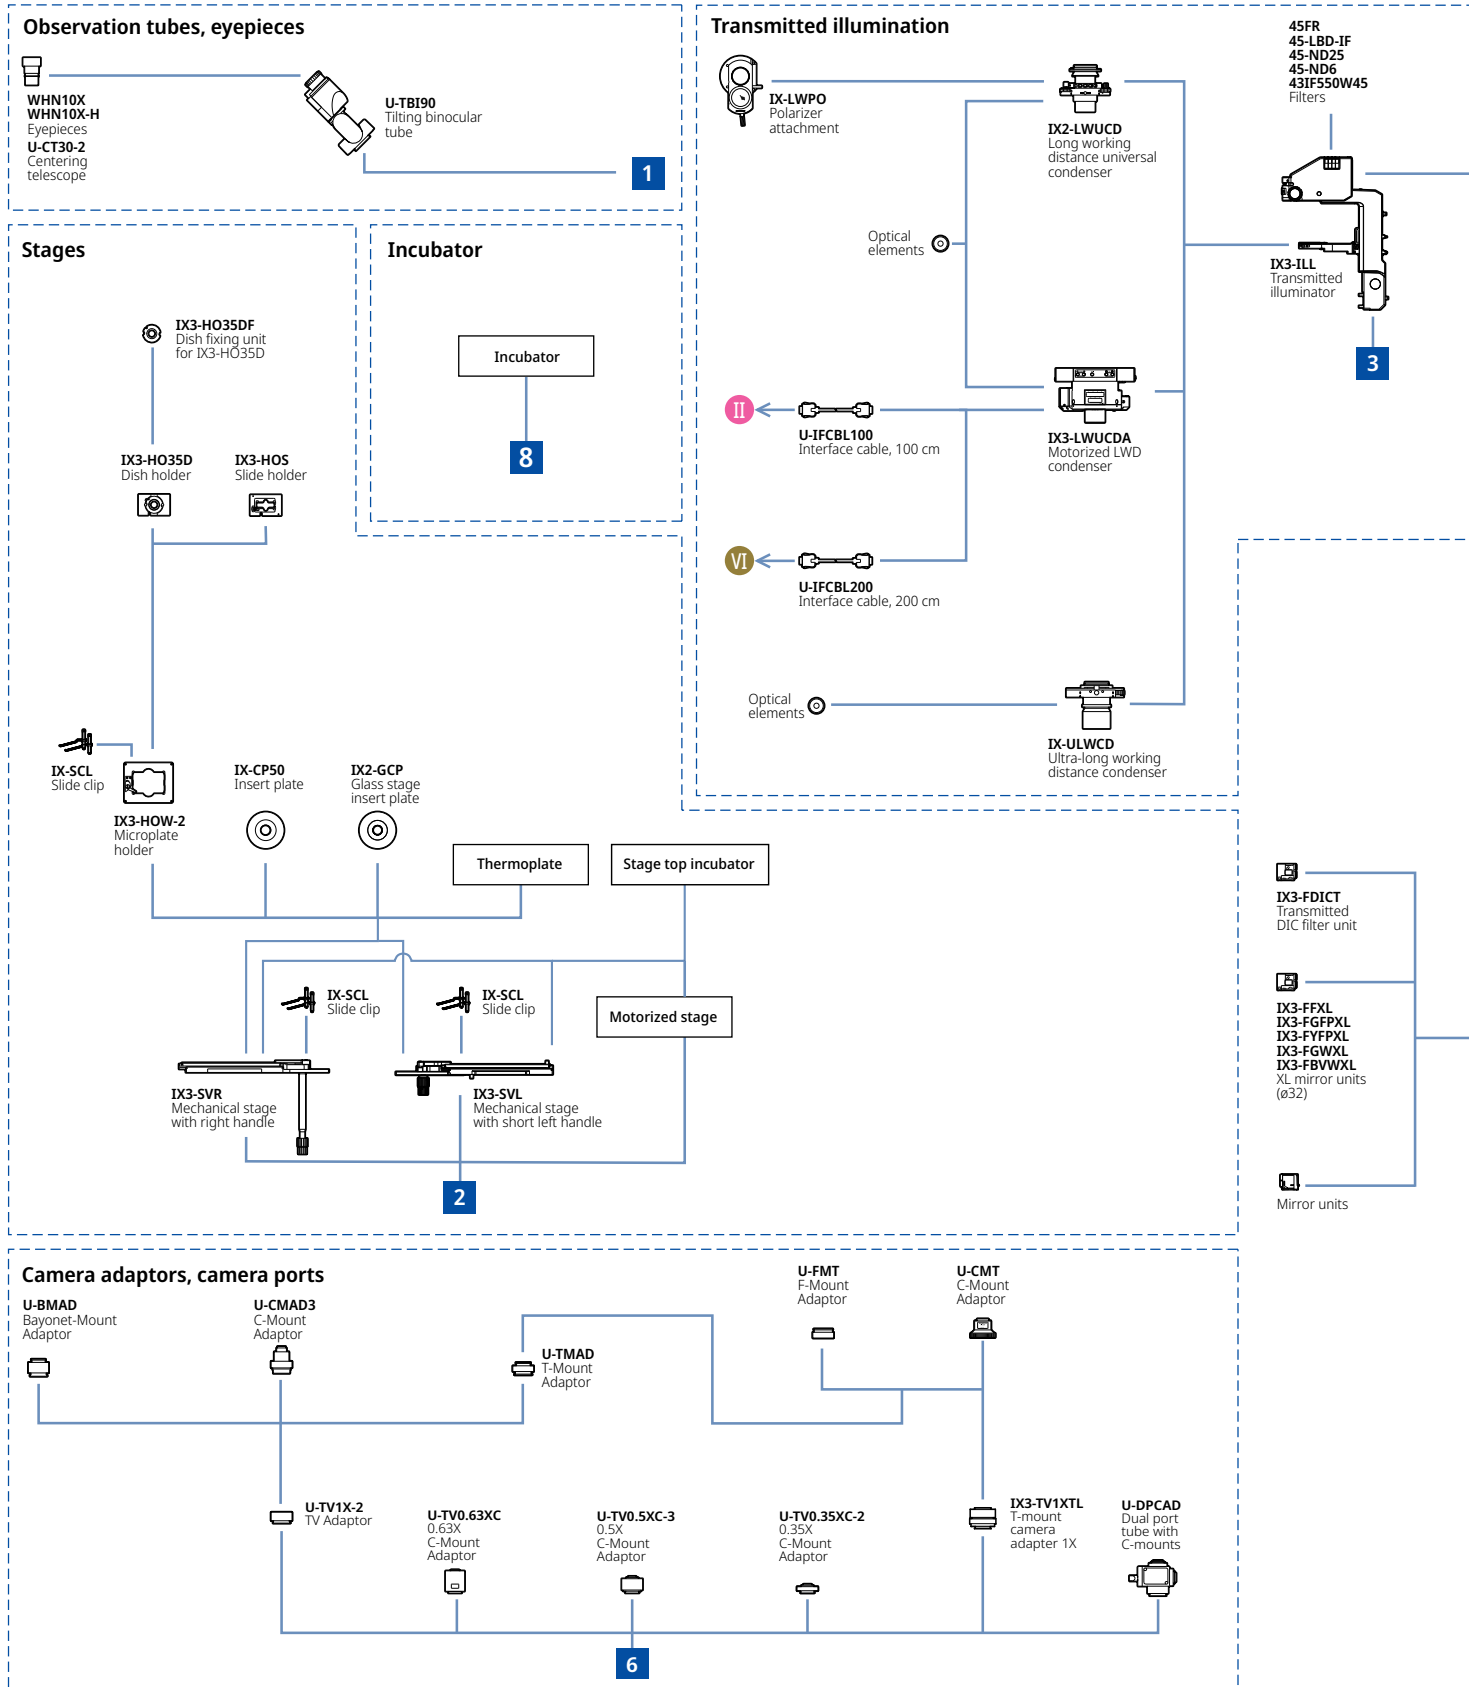 Observation tubes, eyepieces
WHN10X
WHN10X-H
Eyepieces
U-CT30-2
Centering
telescope
U-TBI90
Tilting binocular
tube
1
Transmitted illumination
IX-LWPO
Polarizer
attachment
IX2-LWUCD
Long working
distance universal
condenser
45FR
45-LBD-IF
45-ND25
45-ND6
43IF550W45
Filters
Optical
elements
IX3-ILL
Transmitted
illuminator
3
II
U-IFCBL100
Interface cable, 100 cm
IX3-LWUCDA
Motorized LWD
condenser
VI
U-IFCBL200
Interface cable, 200 cm
Optical
elements
IX-ULWCD
Ultra-long working
distance condenser
Stages
IX3-HO35DF
Dish fixing unit
for IX3-HO35D
IX3-HO35D
Dish holder
IX3-HOS
Slide holder
IX-SCL
Slide clip
IX3-HOW-2
Microplate
holder
IX-CP50
Insert plate
IX2-GCP
Glass stage
insert plate
Thermoplate
Stage top incubator
IX-SCL
Slide clip
IX-SCL
Slide clip
Motorized stage
IX3-SVR
Mechanical stage
with right handle
IX3-SVL
Mechanical stage
with short left handle
2
Incubator
Incubator
8
IX3-FDICT
Transmitted
DIC filter unit
IX3-FFXL
IX3-FGFPXL
IX3-FYFPXL
IX3-FGWXL
IX3-FBVWXL
XL mirror units
(ø32)
Mirror units
Camera adaptors, camera ports
U-BMAD
Bayonet-Mount
Adaptor
U-CMAD3
C-Mount
Adaptor
U-TMAD
T-Mount
Adaptor
U-FMT
F-Mount
Adaptor
U-CMT
C-Mount
Adaptor
U-TV1X-2
TV Adaptor
U-TV0.63XC
0.63X
C-Mount
Adaptor
U-TV0.5XC-3
0.5X
C-Mount
Adaptor
U-TV0.35XC-2
0.35X
C-Mount
Adaptor
IX3-TV1XTL
T-mount
camera
adapter 1X
U-DPCAD
Dual port
tube with
C-mounts
6